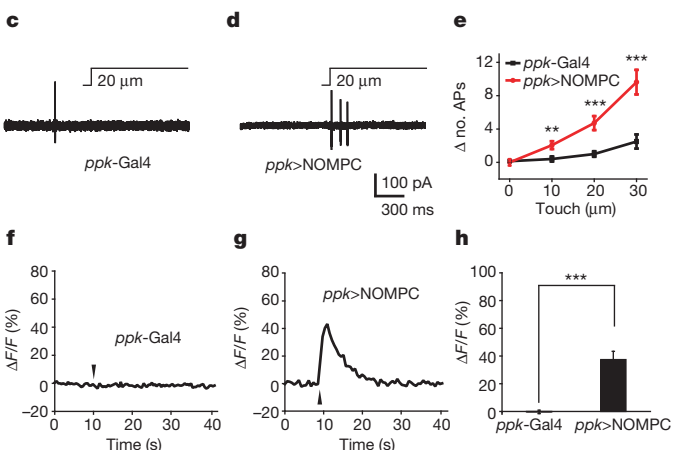 c
20 µm
ppk-Gal4
d
20 µm
ppk>NOMPC
100 pA
300 ms
e
Δ no. APs
12
8
4
0
ppk-Gal4
ppk>NOMPC
**
***
***
0 10 20 30
Touch (µm)
f
ΔF/F (%)
80
60
40
20
0
−20
ppk-Gal4
0 10 20 30 40
Time (s)
g
ΔF/F (%)
80
60
40
20
0
−20
ppk>NOMPC
0 10 20 30 40
Time (s)
h
ΔF/F (%)
100
80
60
40
20
0
***
ppk-Gal4 ppk>NOMPC